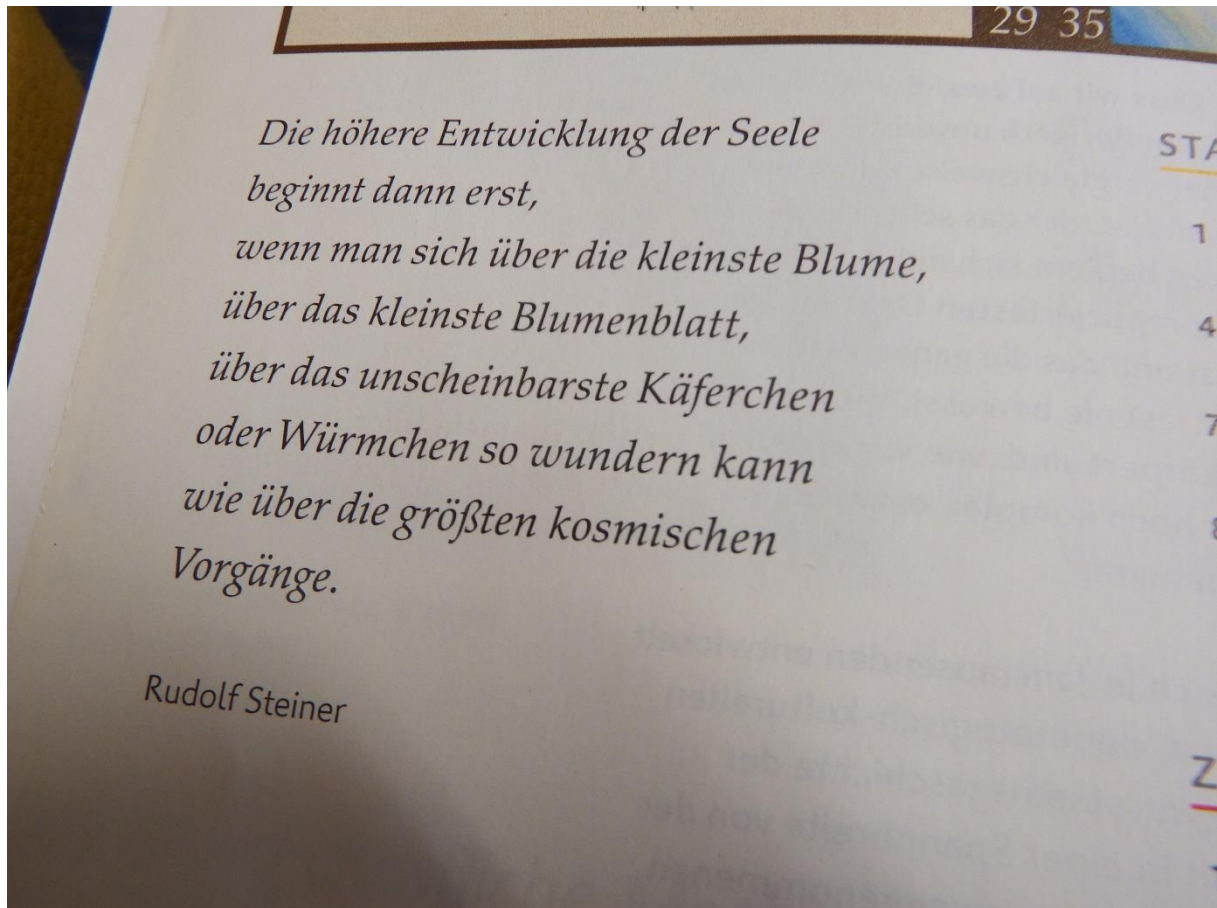 29 35
Die höhere Entwicklung der Seele
beginnt dann erst,
wenn man sich über die kleinste Blume,
über das kleinste Blumenblatt,
über das unscheinbarste Käferchen
oder Würmchen so wundern kann
wie über die größten kosmischen
Vorgänge.
Rudolf Steiner
STA
1
4
7
8
Z